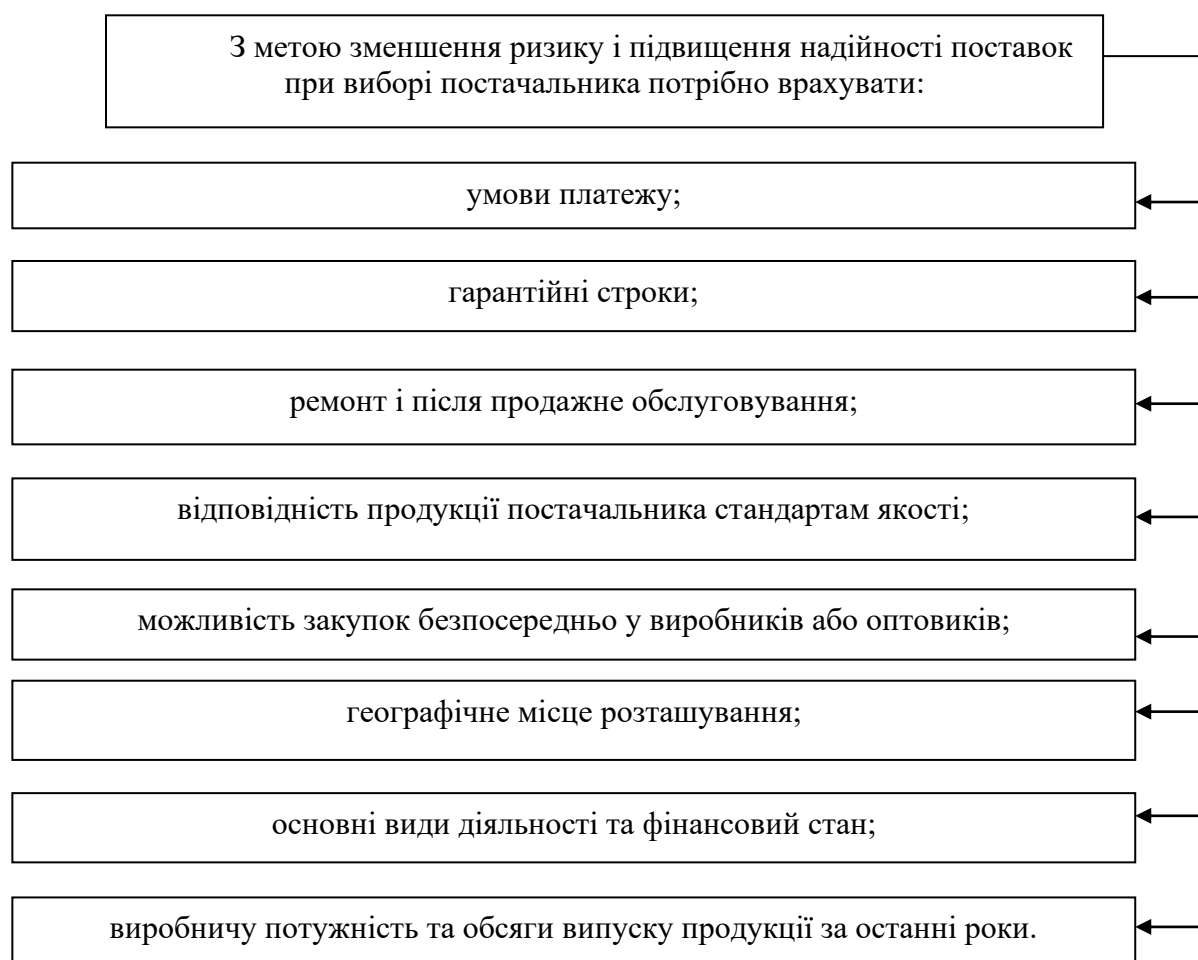 З метою зменшення ризику і підвищення надійності поставок
при виборі постачальника потрібно врахувати:
умови платежу;
гарантійні строки;
ремонт і після продажне обслуговування;
відповідність продукції постачальника стандартам якості;
можливість закупок безпосередньо у виробників або оптовиків;
географічне місце розташування;
основні види діяльності та фінансовий стан;
виробничу потужність та обсяги випуску продукції за останні роки.